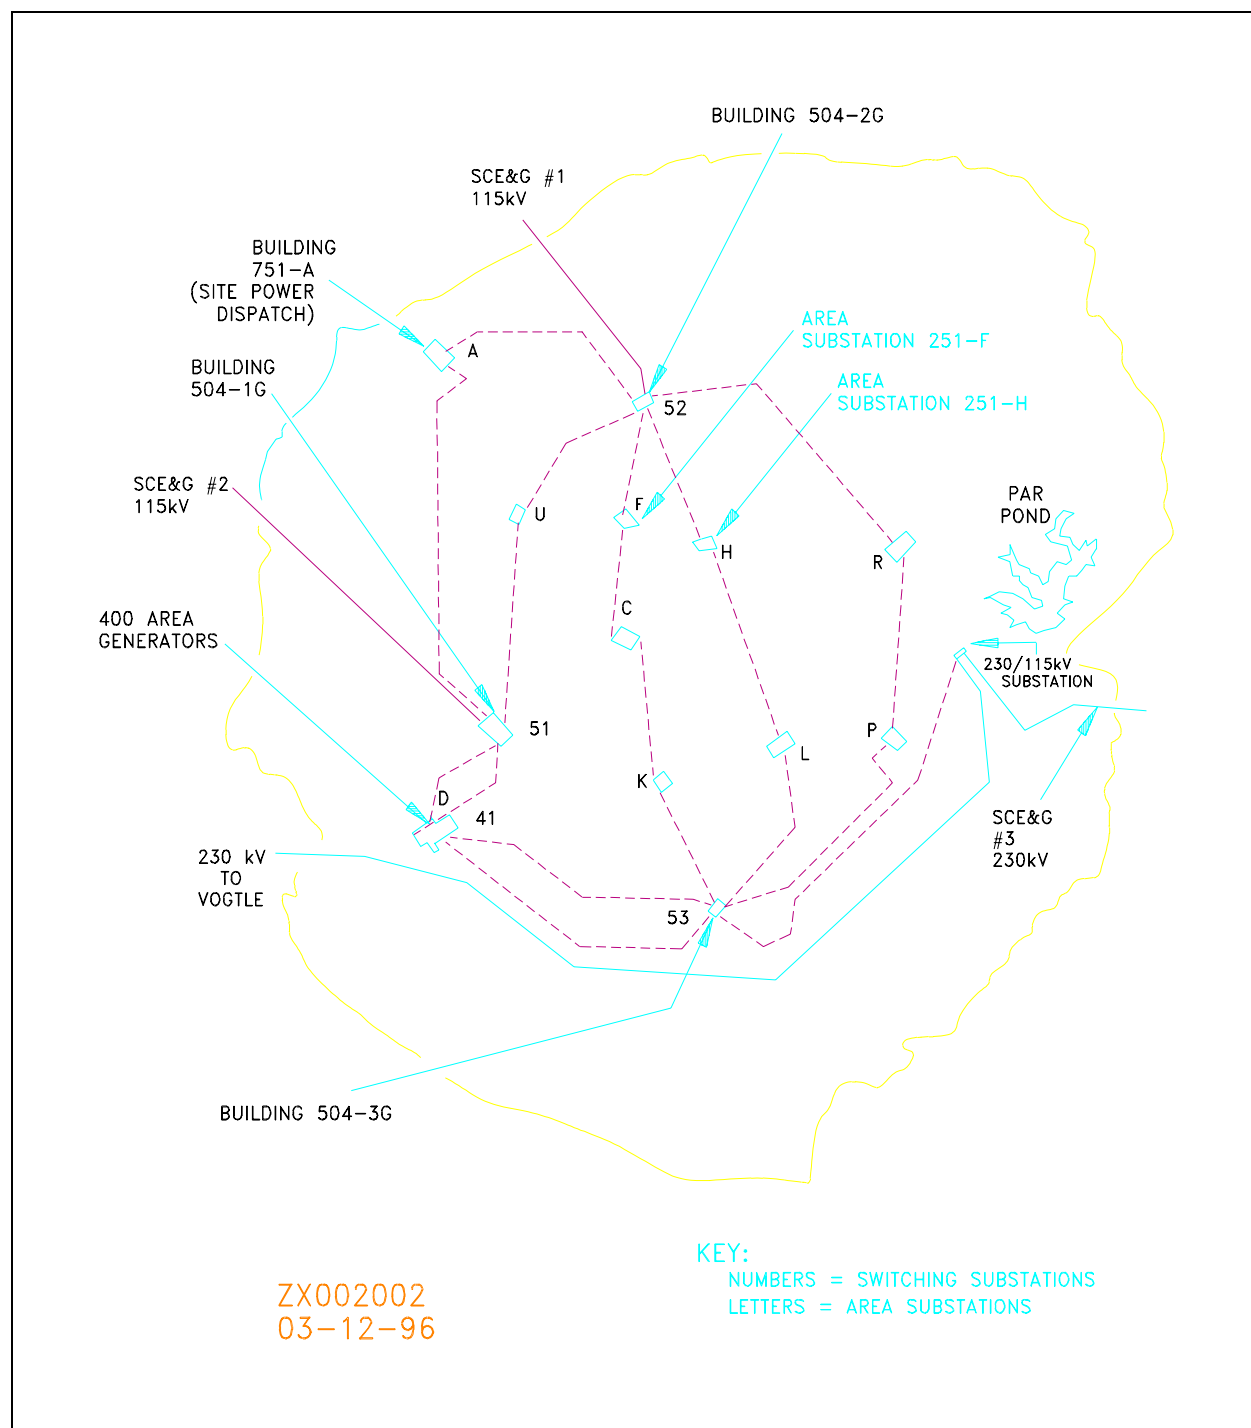 BUILDING 504-2G
SCE&G #1
115kV
BUILDING
751-A
(SITE POWER
DISPATCH)
AREA
SUBSTATION 251-F
A
BUILDING
504-1G
AREA
SUBSTATION 251-H
52
SCE&G #2
115kV
PAR
POND
F
U
H
R
C
400 AREA
GENERATORS
230/115kV
SUBSTATION
51
P
L
K
D
41
SCE&G
#3
230kV
230 kV
TO
VOGTLE
53
BUILDING 504-3G
KEY:
NUMBERS = SWITCHING SUBSTATIONS
LETTERS = AREA SUBSTATIONS
ZX002002
03-12-96